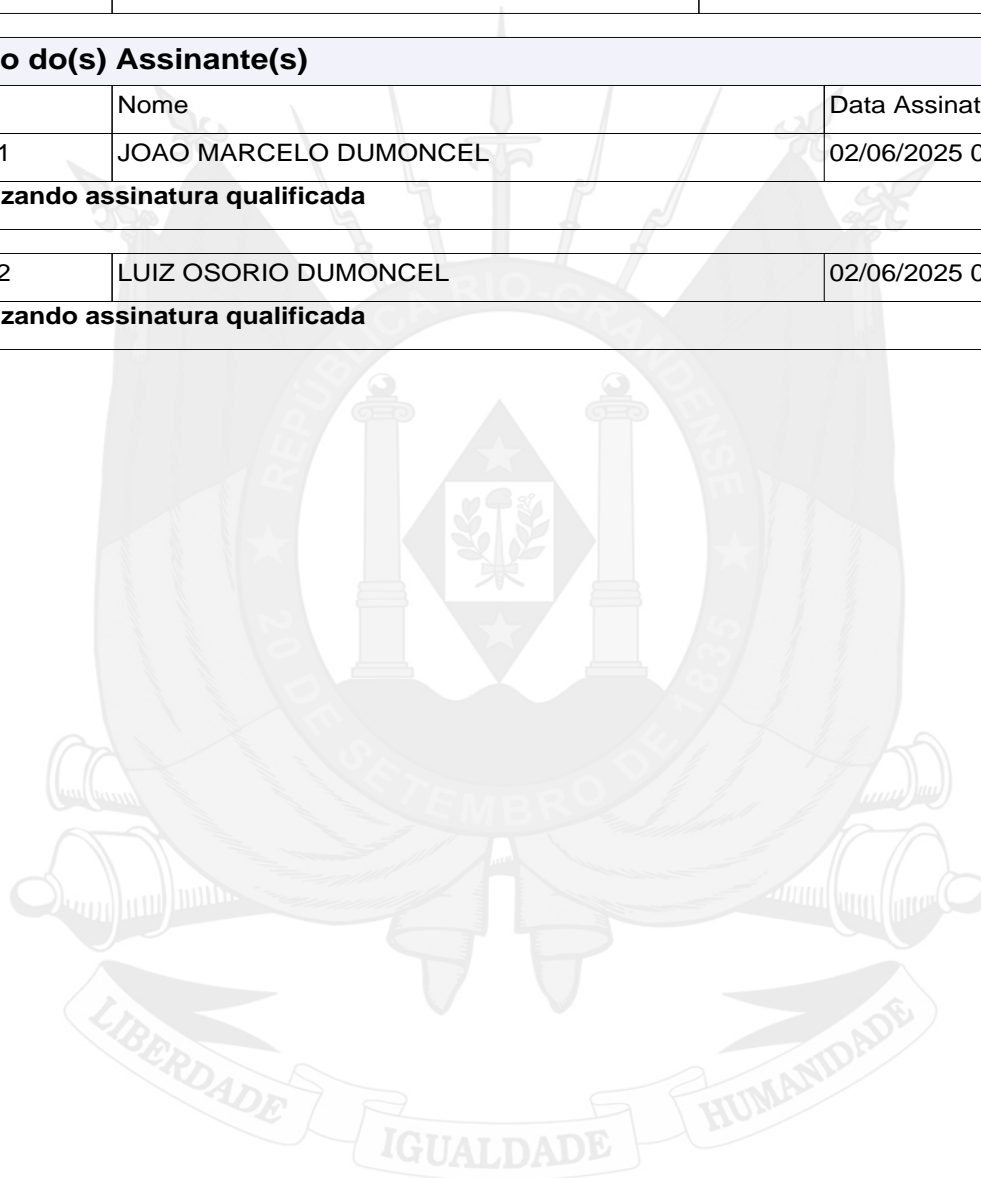 o do(s) Assinante(s)
Nome Data Assinat
1 JOAO MARCELO DUMONCEL 02/06/2025 0
zando assinatura qualificada
2 LUIZ OSORIO DUMONCEL 02/06/2025 0
zando assinatura qualificada
REPÚBLICA RIO-GRANDENSE
20 DE SETEMBRO DE 1835
LIBERDADE IGUALDADE HUMANIDADE